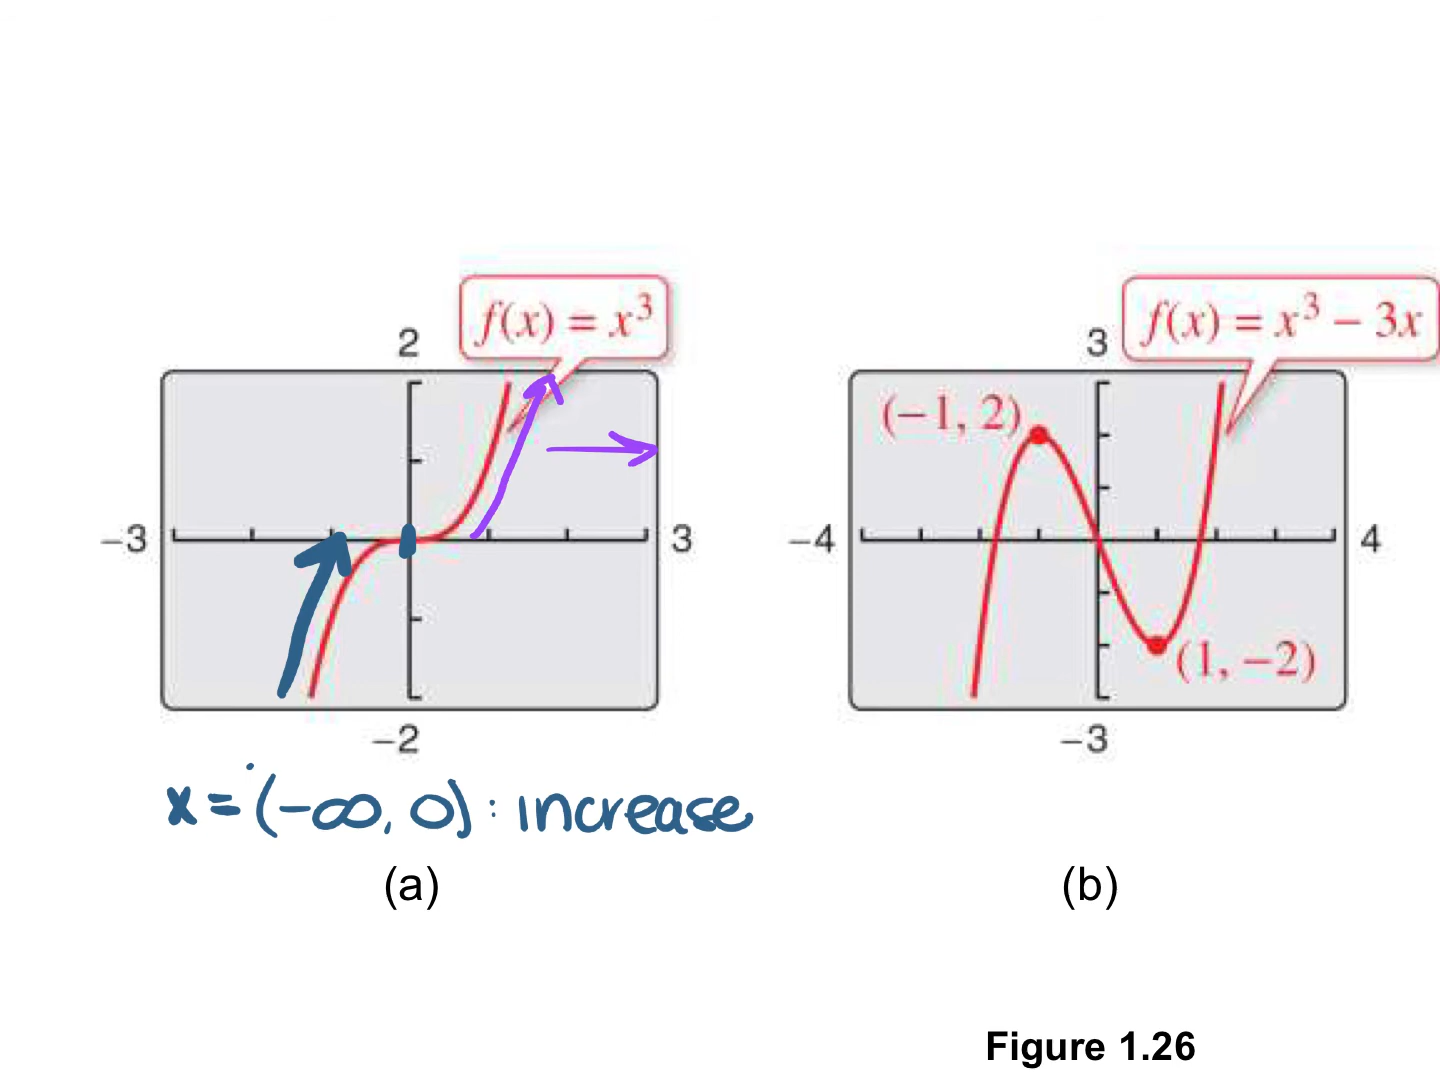 f(x) = x³
2
−3
3
−2
x = (−∞, 0) : increase
(a)
f(x) = x³ − 3x
3
(−1, 2)
−4
4
(1, −2)
−3
(b)
Figure 1.26